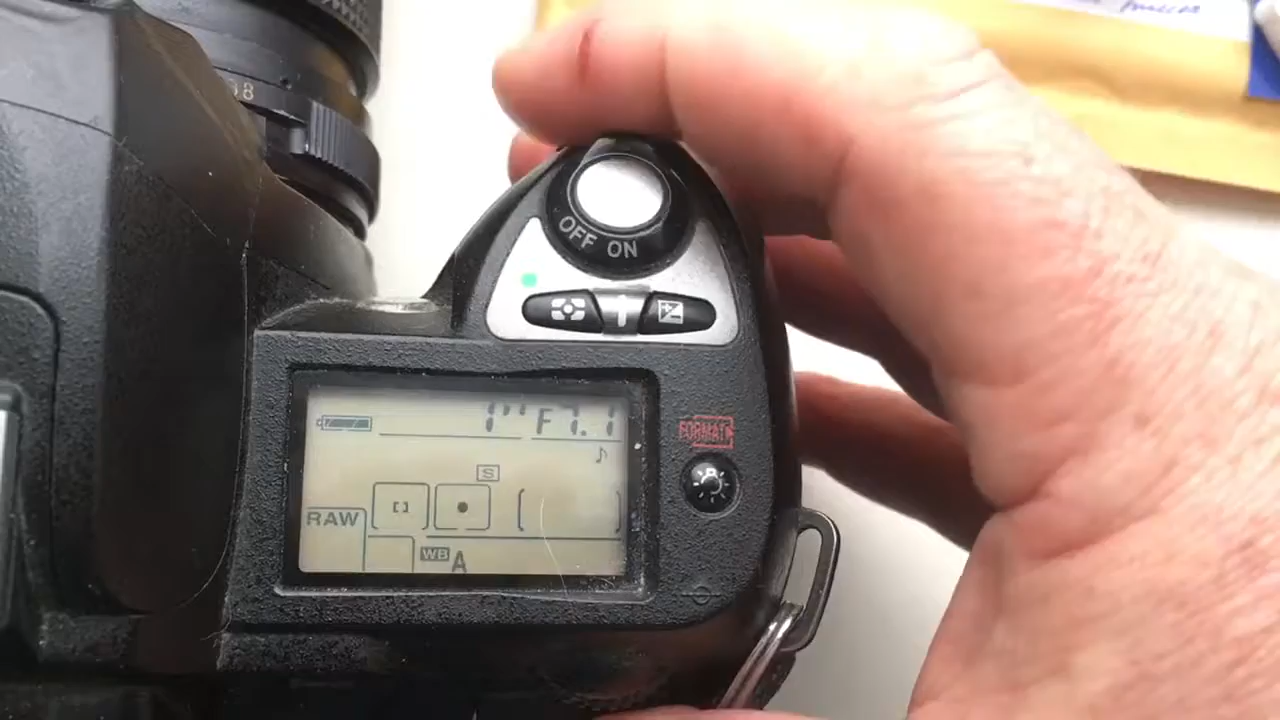 OFF ON
1" F7.1
FORMAT
S
RAW
WB A